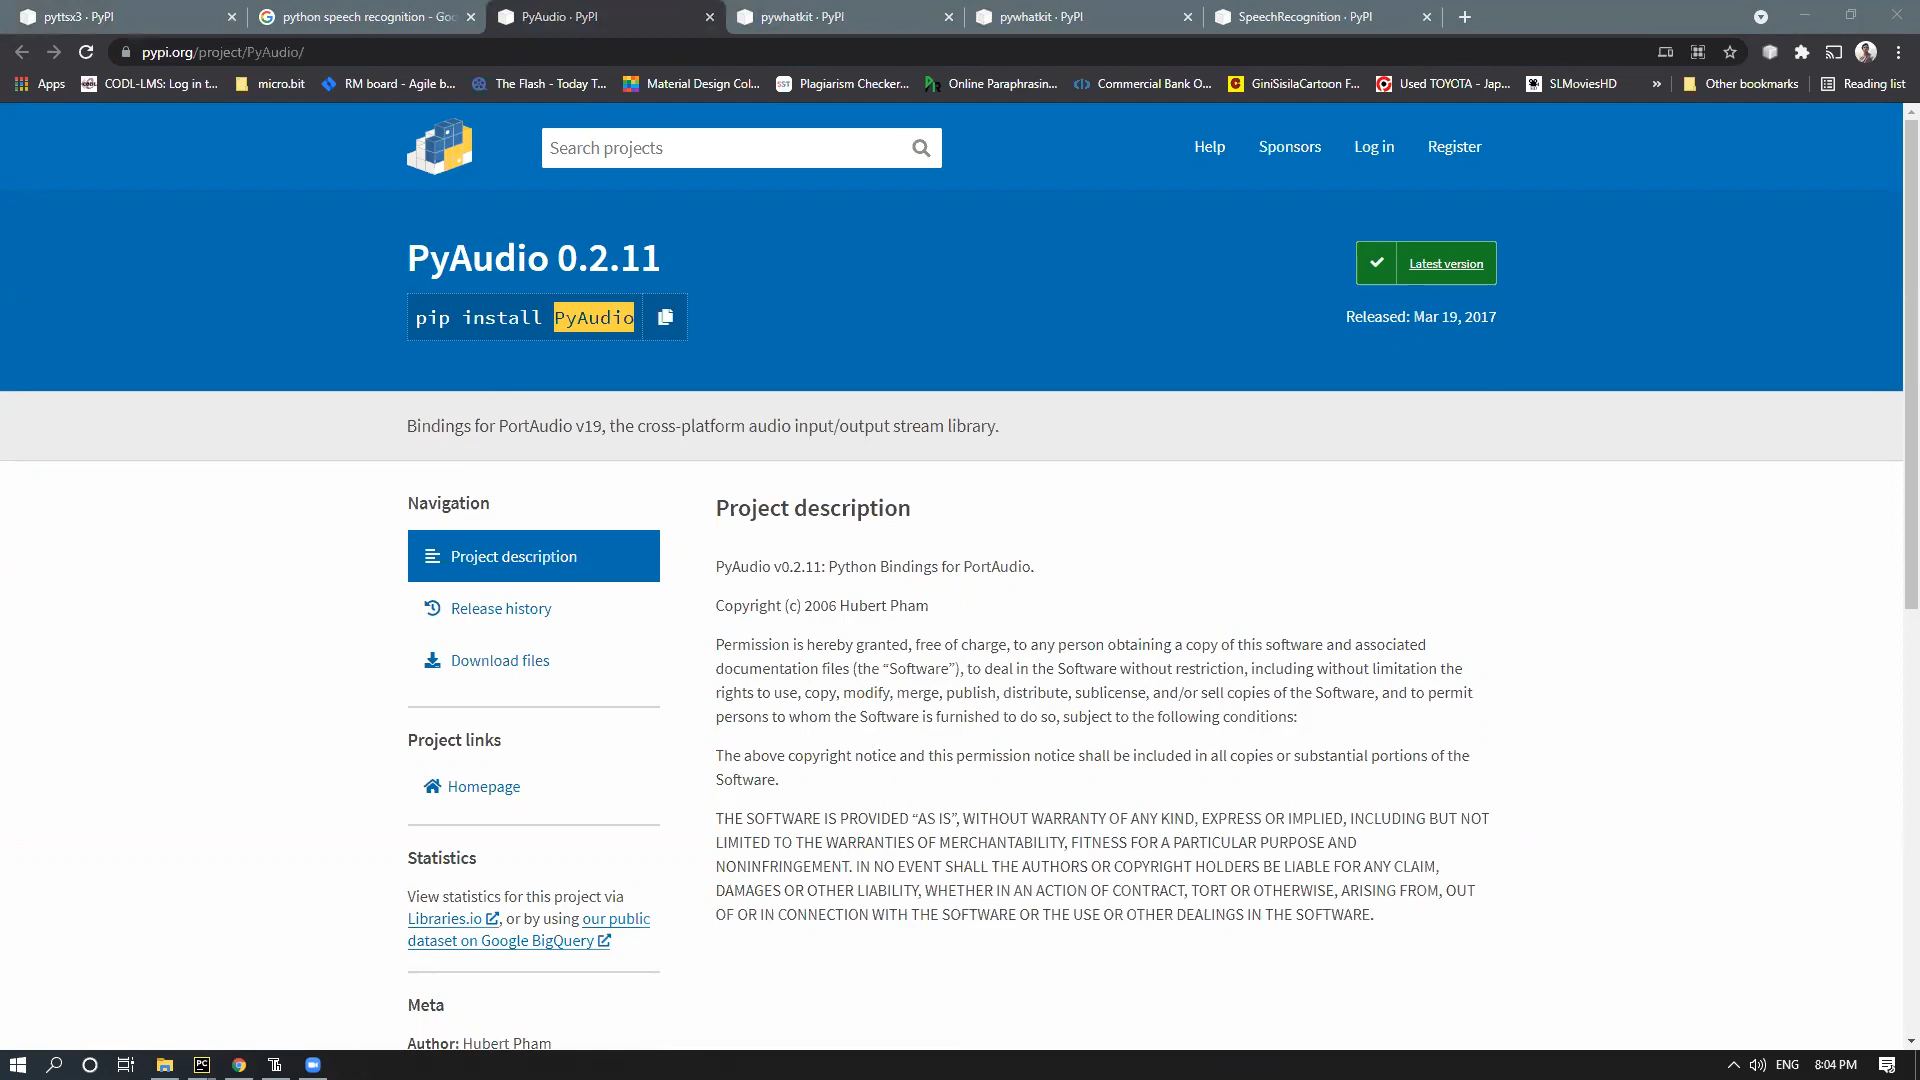 pyttsx3 · PyPI
python speech recognition - Goo
PyAudio · PyPI
pywhatkit · PyPI
pywhatkit · PyPI
SpeechRecognition · PyPI
pypi.org/project/PyAudio/
Apps
CODL-LMS: Log in t...
micro.bit
RM board - Agile b...
The Flash - Today T...
Material Design Col...
SST
Plagiarism Checker...
Online Paraphrasin...
Commercial Bank O...
GiniSisilaCartoon F...
Used TOYOTA - Jap...
SLMoviesHD
»
Other bookmarks
Reading list
Search projects
Help
Sponsors
Log in
Register
PyAudio 0.2.11
pip install PyAudio
Latest version
Released: Mar 19, 2017
Bindings for PortAudio v19, the cross-platform audio input/output stream library.
Navigation
Project description
Release history
Download files
Project links
Homepage
Statistics
View statistics for this project via
Libraries.io, or by using our public
dataset on Google BigQuery
Meta
Author: Hubert Pham
Project description
PyAudio v0.2.11: Python Bindings for PortAudio.
Copyright (c) 2006 Hubert Pham
Permission is hereby granted, free of charge, to any person obtaining a copy of this software and associated
documentation files (the “Software”), to deal in the Software without restriction, including without limitation the
rights to use, copy, modify, merge, publish, distribute, sublicense, and/or sell copies of the Software, and to permit
persons to whom the Software is furnished to do so, subject to the following conditions:
The above copyright notice and this permission notice shall be included in all copies or substantial portions of the
Software.
THE SOFTWARE IS PROVIDED “AS IS”, WITHOUT WARRANTY OF ANY KIND, EXPRESS OR IMPLIED, INCLUDING BUT NOT
LIMITED TO THE WARRANTIES OF MERCHANTABILITY, FITNESS FOR A PARTICULAR PURPOSE AND
NONINFRINGEMENT. IN NO EVENT SHALL THE AUTHORS OR COPYRIGHT HOLDERS BE LIABLE FOR ANY CLAIM,
DAMAGES OR OTHER LIABILITY, WHETHER IN AN ACTION OF CONTRACT, TORT OR OTHERWISE, ARISING FROM, OUT
OF OR IN CONNECTION WITH THE SOFTWARE OR THE USE OR OTHER DEALINGS IN THE SOFTWARE.
PC
ENG
8:04 PM